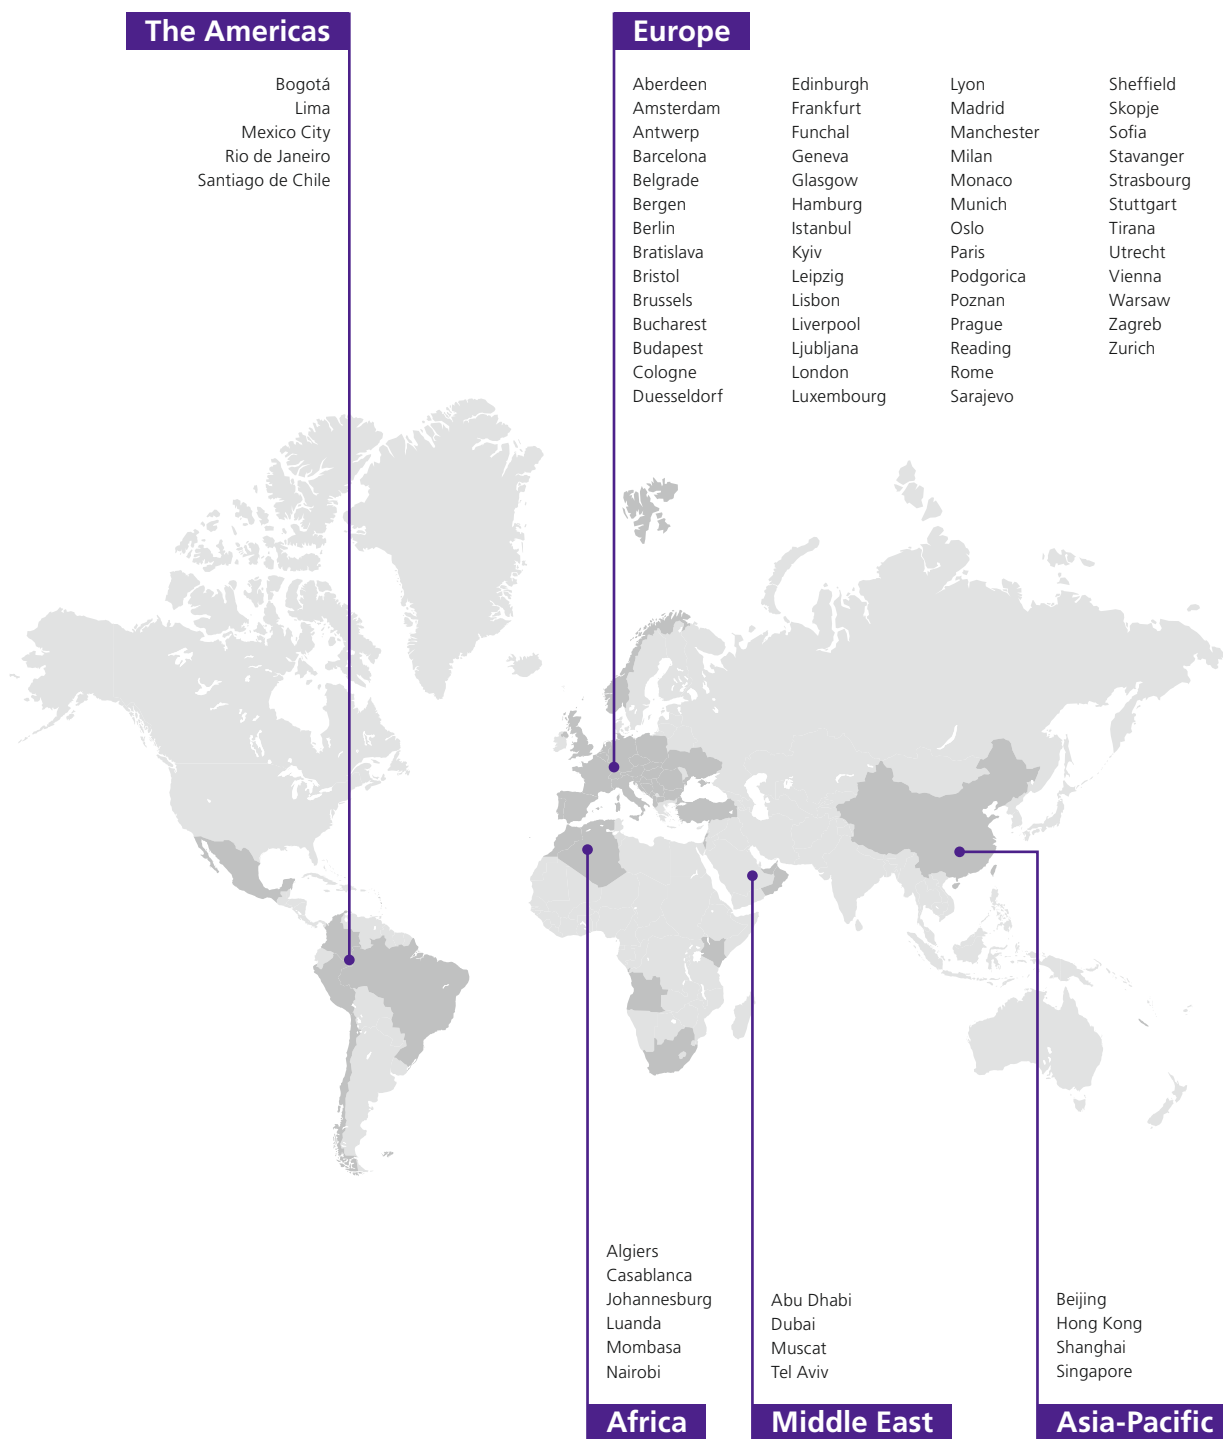 The Americas
Bogotá
Lima
Mexico City
Rio de Janeiro
Santiago de Chile
Europe
Aberdeen
Amsterdam
Antwerp
Barcelona
Belgrade
Bergen
Berlin
Bratislava
Bristol
Brussels
Bucharest
Budapest
Cologne
Duesseldorf
Edinburgh
Frankfurt
Funchal
Geneva
Glasgow
Hamburg
Istanbul
Kyiv
Leipzig
Lisbon
Liverpool
Ljubljana
London
Luxembourg
Lyon
Madrid
Manchester
Milan
Monaco
Munich
Oslo
Paris
Podgorica
Poznan
Prague
Reading
Rome
Sarajevo
Sheffield
Skopje
Sofia
Stavanger
Strasbourg
Stuttgart
Tirana
Utrecht
Vienna
Warsaw
Zagreb
Zurich
Algiers
Casablanca
Johannesburg
Luanda
Mombasa
Nairobi
Africa
Abu Dhabi
Dubai
Muscat
Tel Aviv
Middle East
Beijing
Hong Kong
Shanghai
Singapore
Asia-Pacific